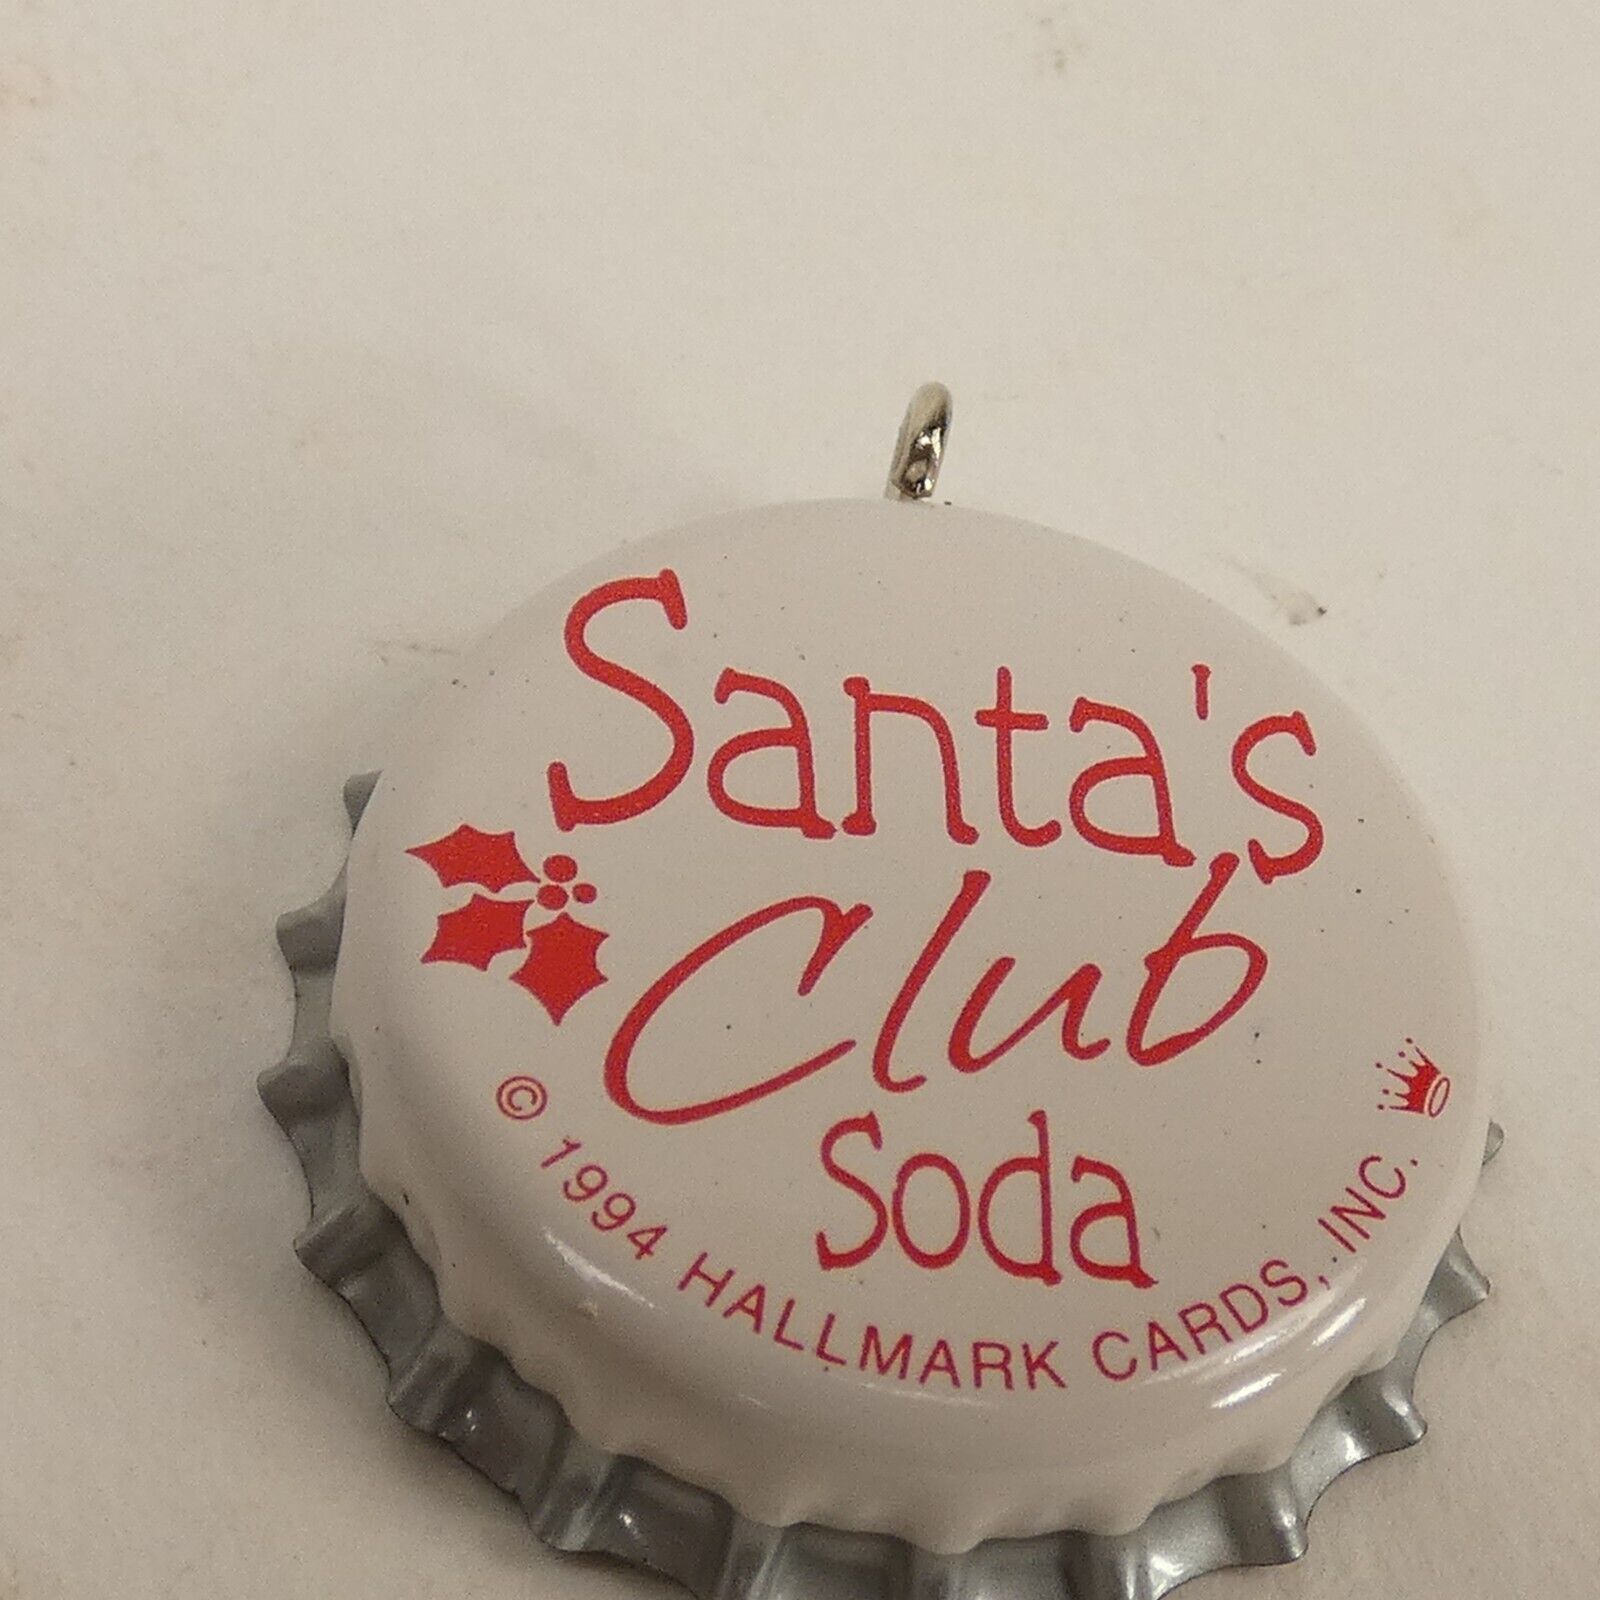 Santa's
Club
Soda
© 1994 HALLMARK CARDS, INC.